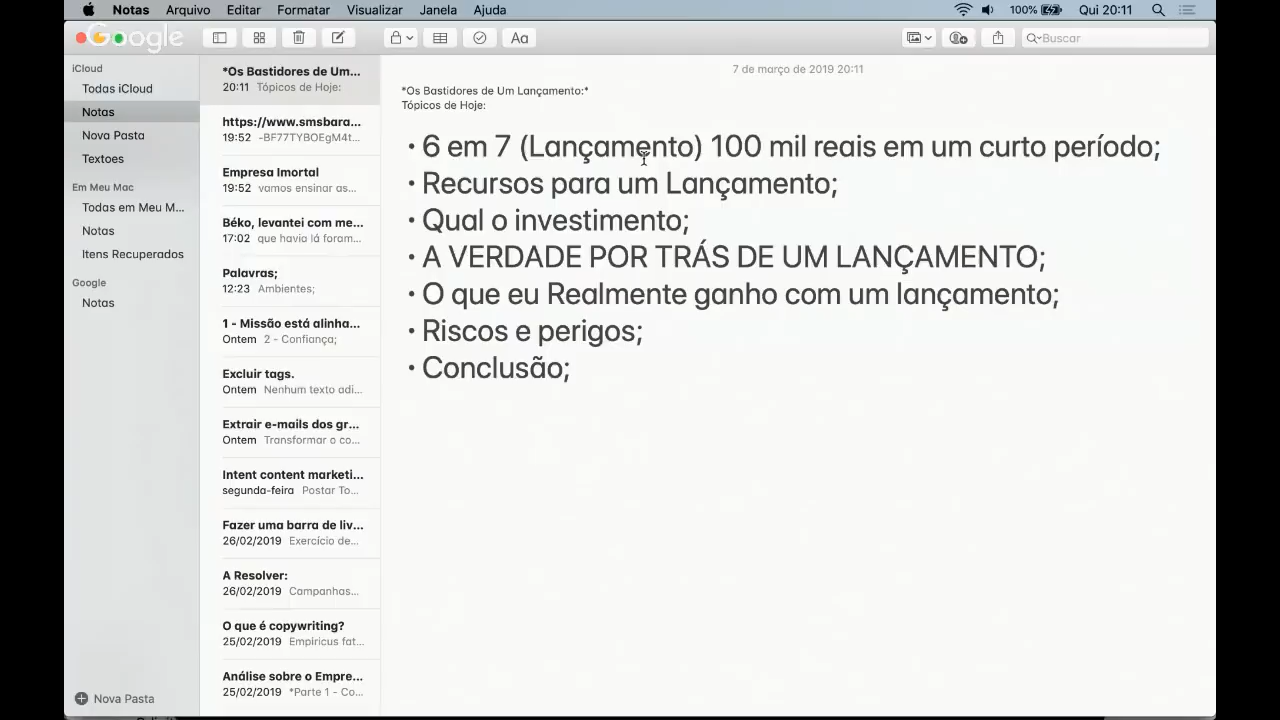 Notas Arquivo Editar Formatar Visualizar Janela Ajuda 100% Qui 20:11
Google
Aa
Buscar
iCloud
Todas iCloud
Notas
Nova Pasta
Textoes
Em Meu Mac
Todas em Meu M...
Notas
Itens Recuperados
Google
Notas
Nova Pasta
*Os Bastidores de Um...
20:11 Tópicos de Hoje:
https://www.smsbara...
19:52 -BF77TYBOEgM4t...
Empresa Imortal
19:52 vamos ensinar as...
Béko, levantei com me...
17:02 que havia lá foram...
Palavras;
12:23 Ambientes;
1 - Missão está alinha...
Ontem 2 - Confiança;
Excluir tags.
Ontem Nenhum texto adi...
Extrair e-mails dos gr...
Ontem Transformar o co...
Intent content marketi...
segunda-feira Postar To...
Fazer uma barra de liv...
26/02/2019 Exercício de...
A Resolver:
26/02/2019 Campanhas...
O que é copywriting?
25/02/2019 Empiricus fat...
Análise sobre o Empre...
25/02/2019 *Parte 1 - Co...
7 de março de 2019 20:11
*Os Bastidores de Um Lançamento:*
Tópicos de Hoje:
• 6 em 7 (Lançamento) 100 mil reais em um curto período;
• Recursos para um Lançamento;
• Qual o investimento;
• A VERDADE POR TRÁS DE UM LANÇAMENTO;
• O que eu Realmente ganho com um lançamento;
• Riscos e perigos;
• Conclusão;